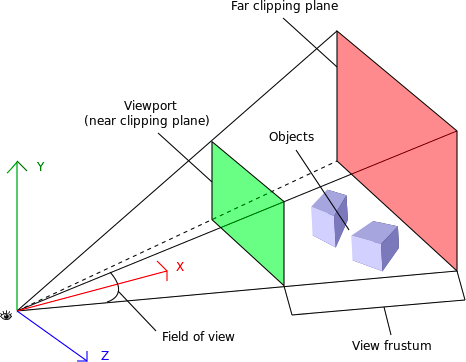 Far clipping plane
Viewport
(near clipping plane)
Objects
Y
X
Field of view
Z
View frustum